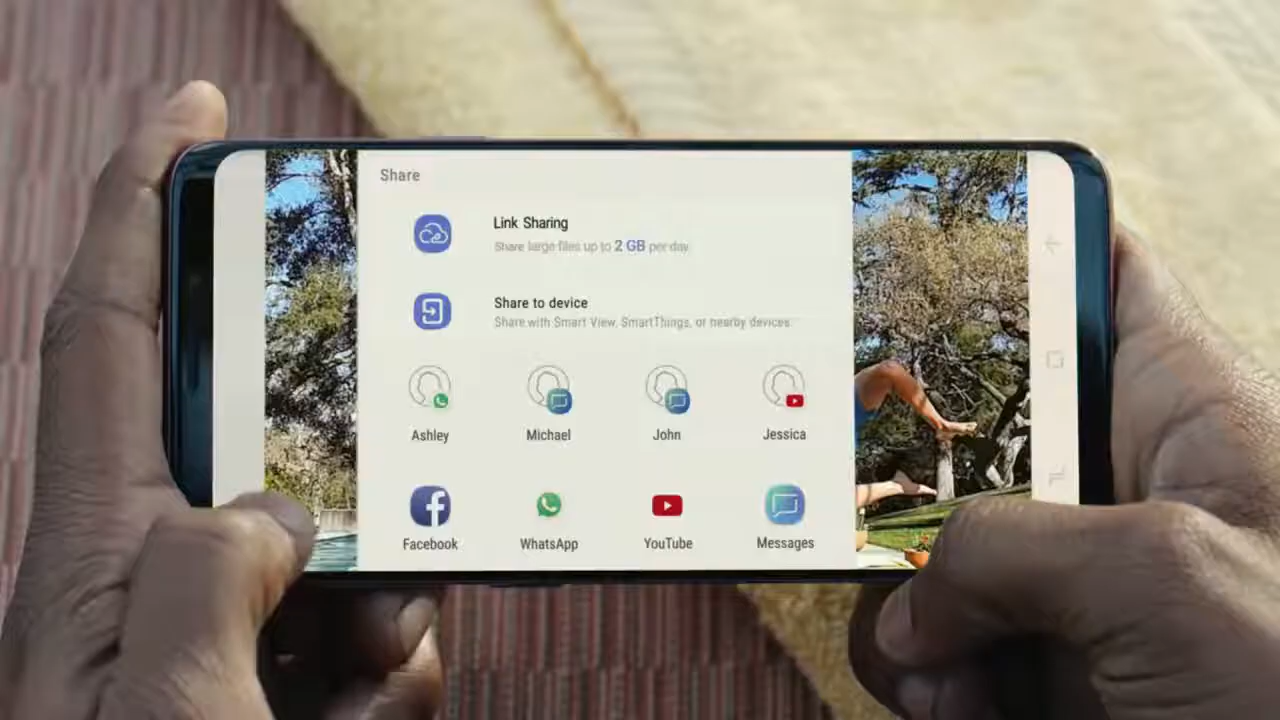 Share
Link Sharing
Share large files up to 2 GB per day.
Share to device
Share with Smart View, SmartThings, or nearby devices.
Ashley
Michael
John
Jessica
Facebook
WhatsApp
YouTube
Messages